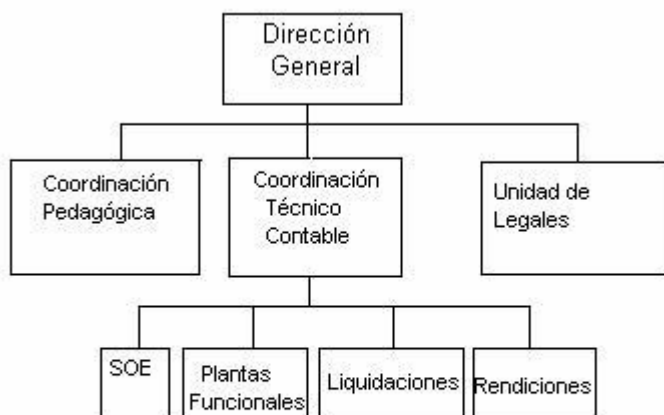 Dirección
General
Coordinación
Pedagógica
Coordinación
Técnico
Contable
Unidad de
Legales
SOE
Plantas
Funcionales
Liquidaciones
Rendiciones